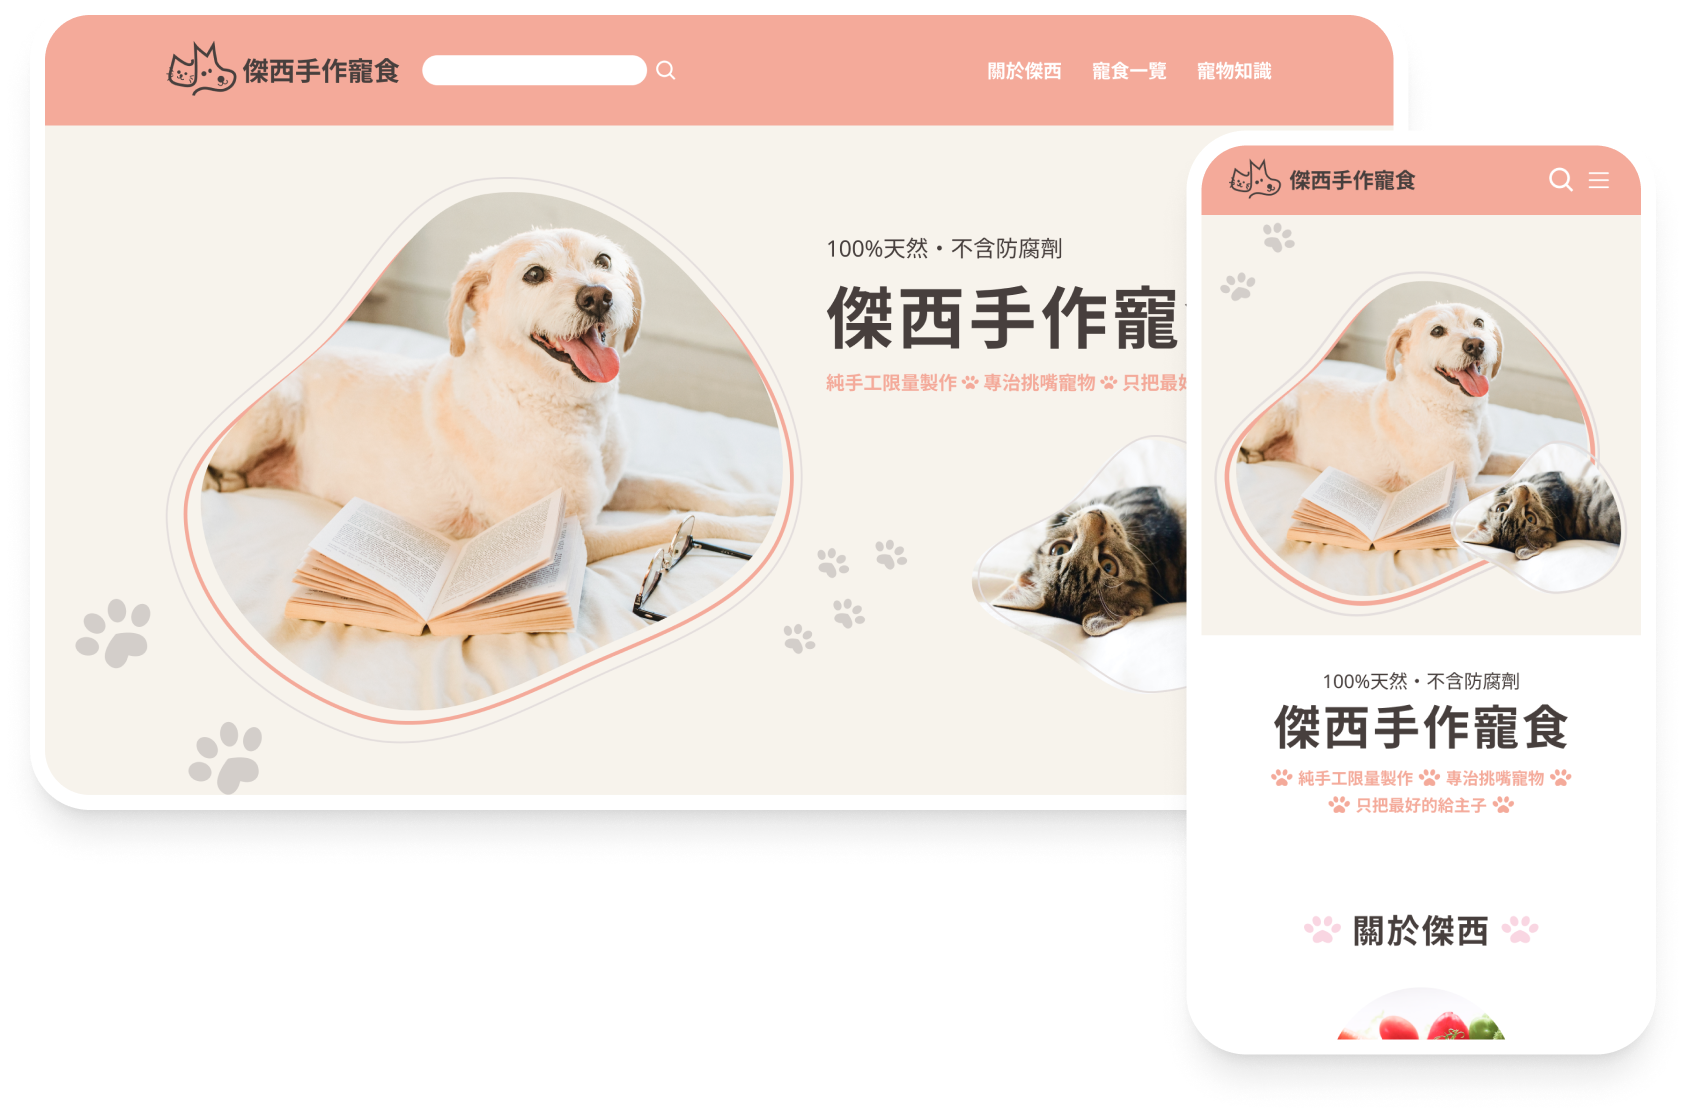 傑西手作寵食
關於傑西 寵食一覽 寵物知識
100%天然・不含防腐劑
傑西手作寵
純手工限量製作 專治挑嘴寵物 只把最好
傑西手作寵食
100%天然・不含防腐劑
傑西手作寵食
純手工限量製作 專治挑嘴寵物
只把最好的給主子
關於傑西